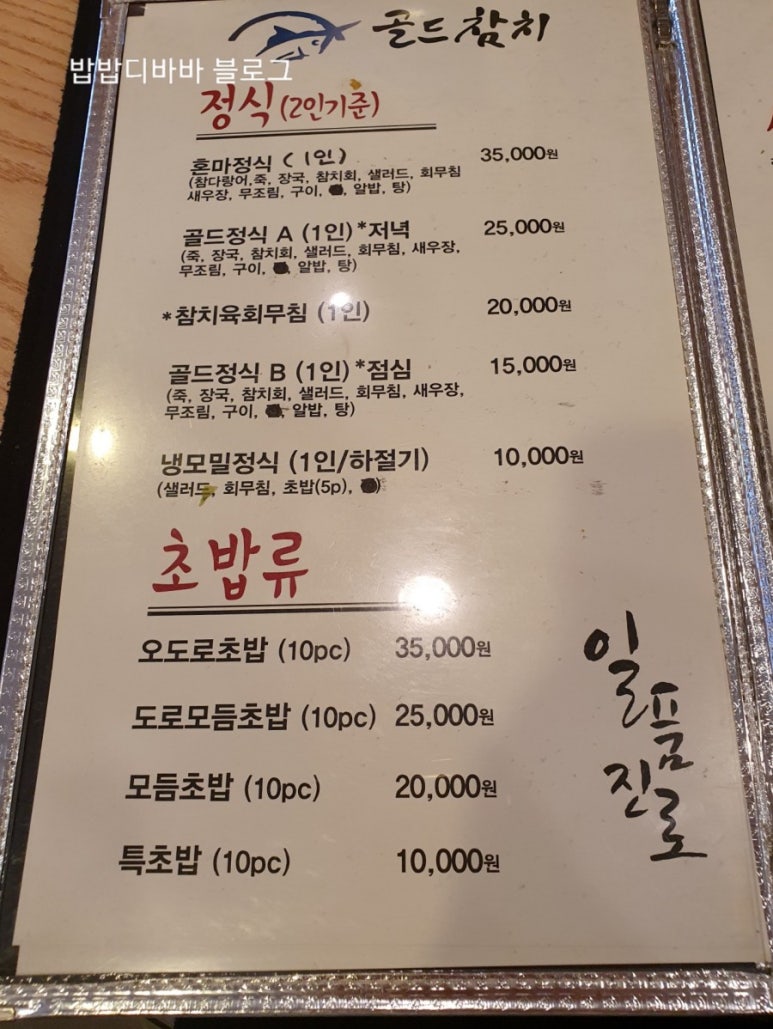 골드참치
밥밥디바바 블로그
정식(2인기준)
혼마정식 (1인) 35,000원
(참다랑어,죽, 장국, 참치회, 샐러드, 회무침
새우장, 무조림, 구이, 알밥, 탕)
골드정식 A (1인)*저녁 25,000원
(죽, 장국, 참치회, 샐러드, 회무침, 새우장,
무조림, 구이, 알밥, 탕)
*참치육회무침 (1인) 20,000원
골드정식 B (1인)*점심 15,000원
(죽, 장국, 참치회, 샐러드, 회무침, 새우장,
무조림, 구이, 알밥, 탕)
냉모밀정식 (1인/하절기) 10,000원
(샐러드, 회무침, 초밥(5p), )
초밥류
오도로초밥 (10pc) 35,000원
도로모듬초밥 (10pc) 25,000원
모듬초밥 (10pc) 20,000원
특초밥 (10pc) 10,000원
일품
진로